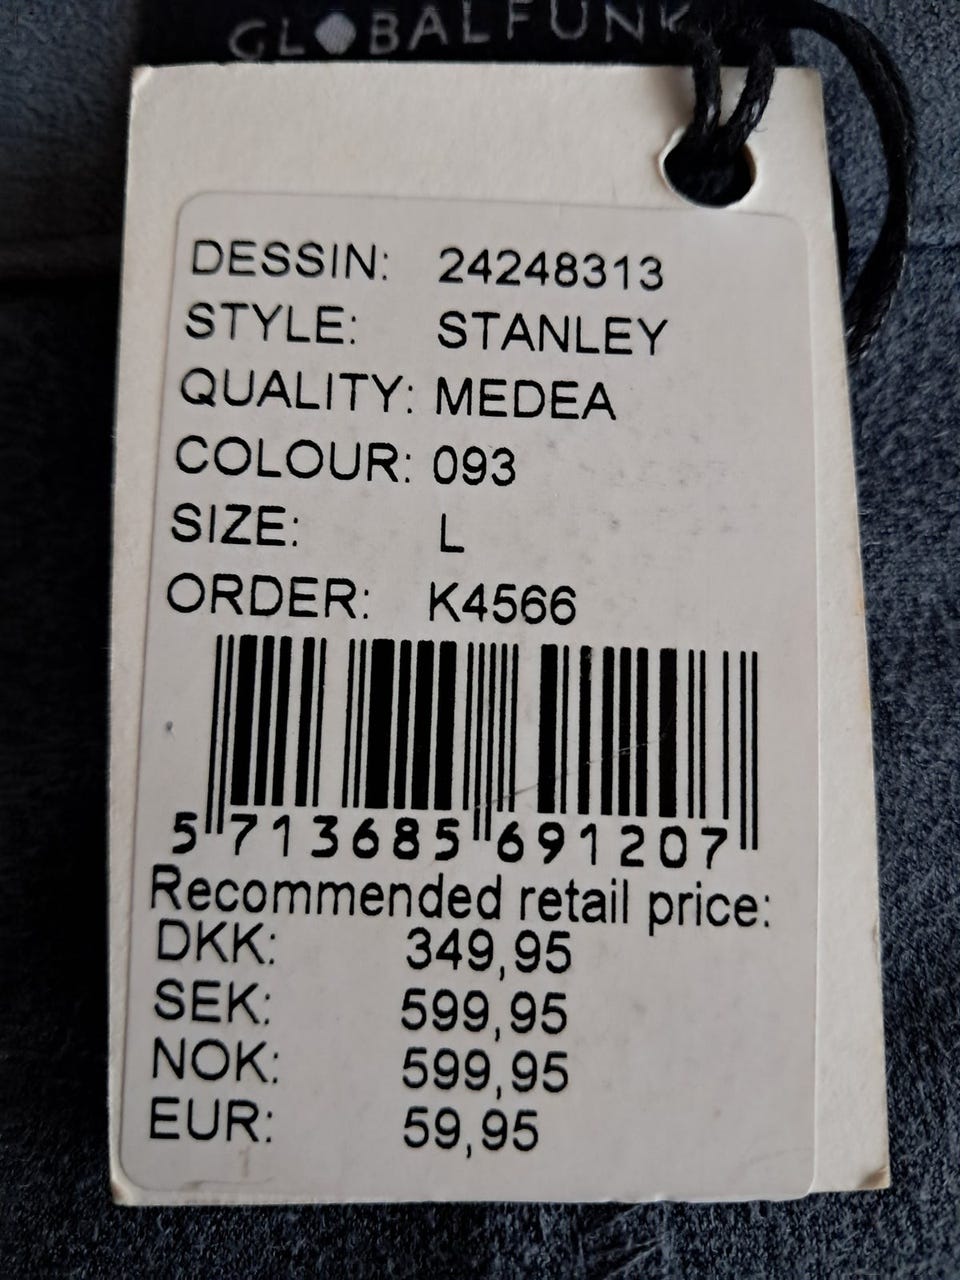 GLOBALFUNK
DESSIN: 24248313
STYLE: STANLEY
QUALITY: MEDEA
COLOUR: 093
SIZE: L
ORDER: K4566
5 713685 691207
Recommended retail price:
DKK: 349,95
SEK: 599,95
NOK: 599,95
EUR: 59,95